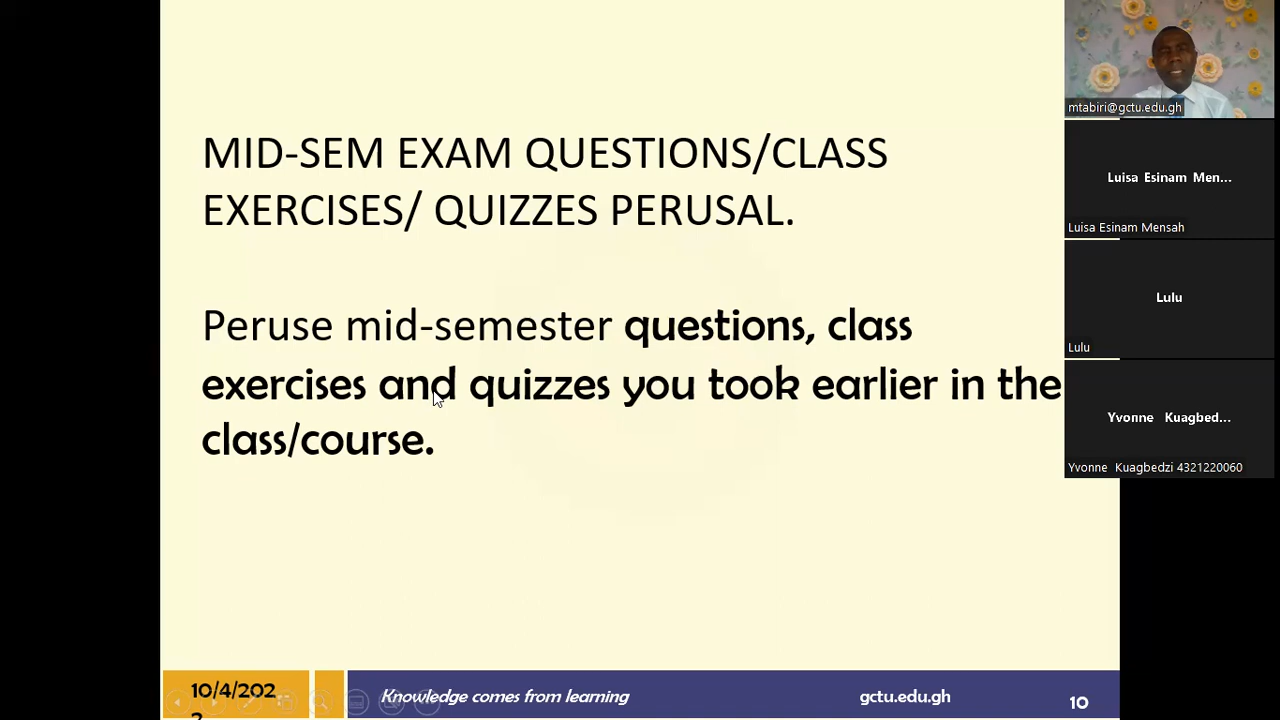 MID-SEM EXAM QUESTIONS/CLASS
EXERCISES/ QUIZZES PERUSAL.
Peruse mid-semester questions, class
exercises and quizzes you took earlier in the
class/course.
10/4/202
2
Knowledge comes from learning
gctu.edu.gh
10
mtabiri@gctu.edu.gh
Luisa Esinam Men...
Luisa Esinam Mensah
Lulu
Lulu
Yvonne Kuagbed...
Yvonne Kuagbedzi 4321220060